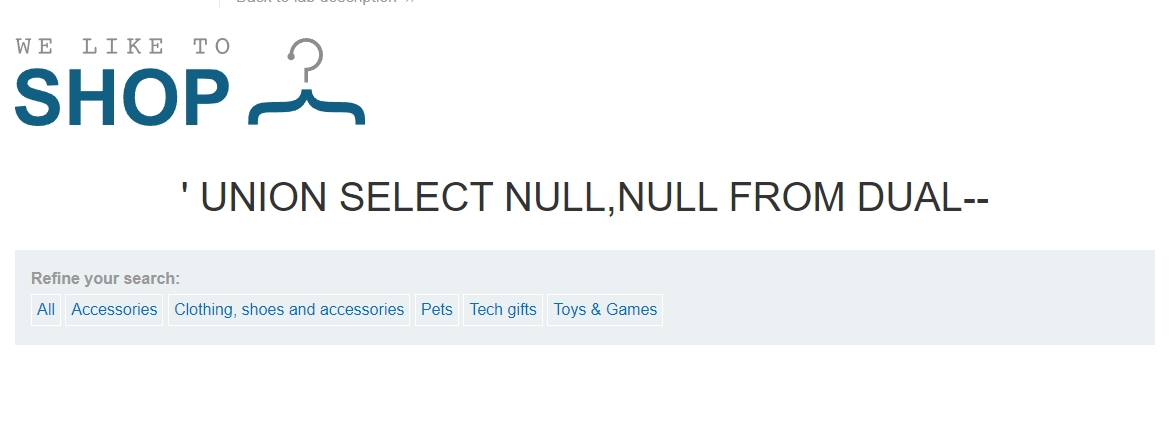 Back to lab description »
WE LIKE TO
SHOP
' UNION SELECT NULL,NULL FROM DUAL--
Refine your search:
All Accessories Clothing, shoes and accessories Pets Tech gifts Toys & Games